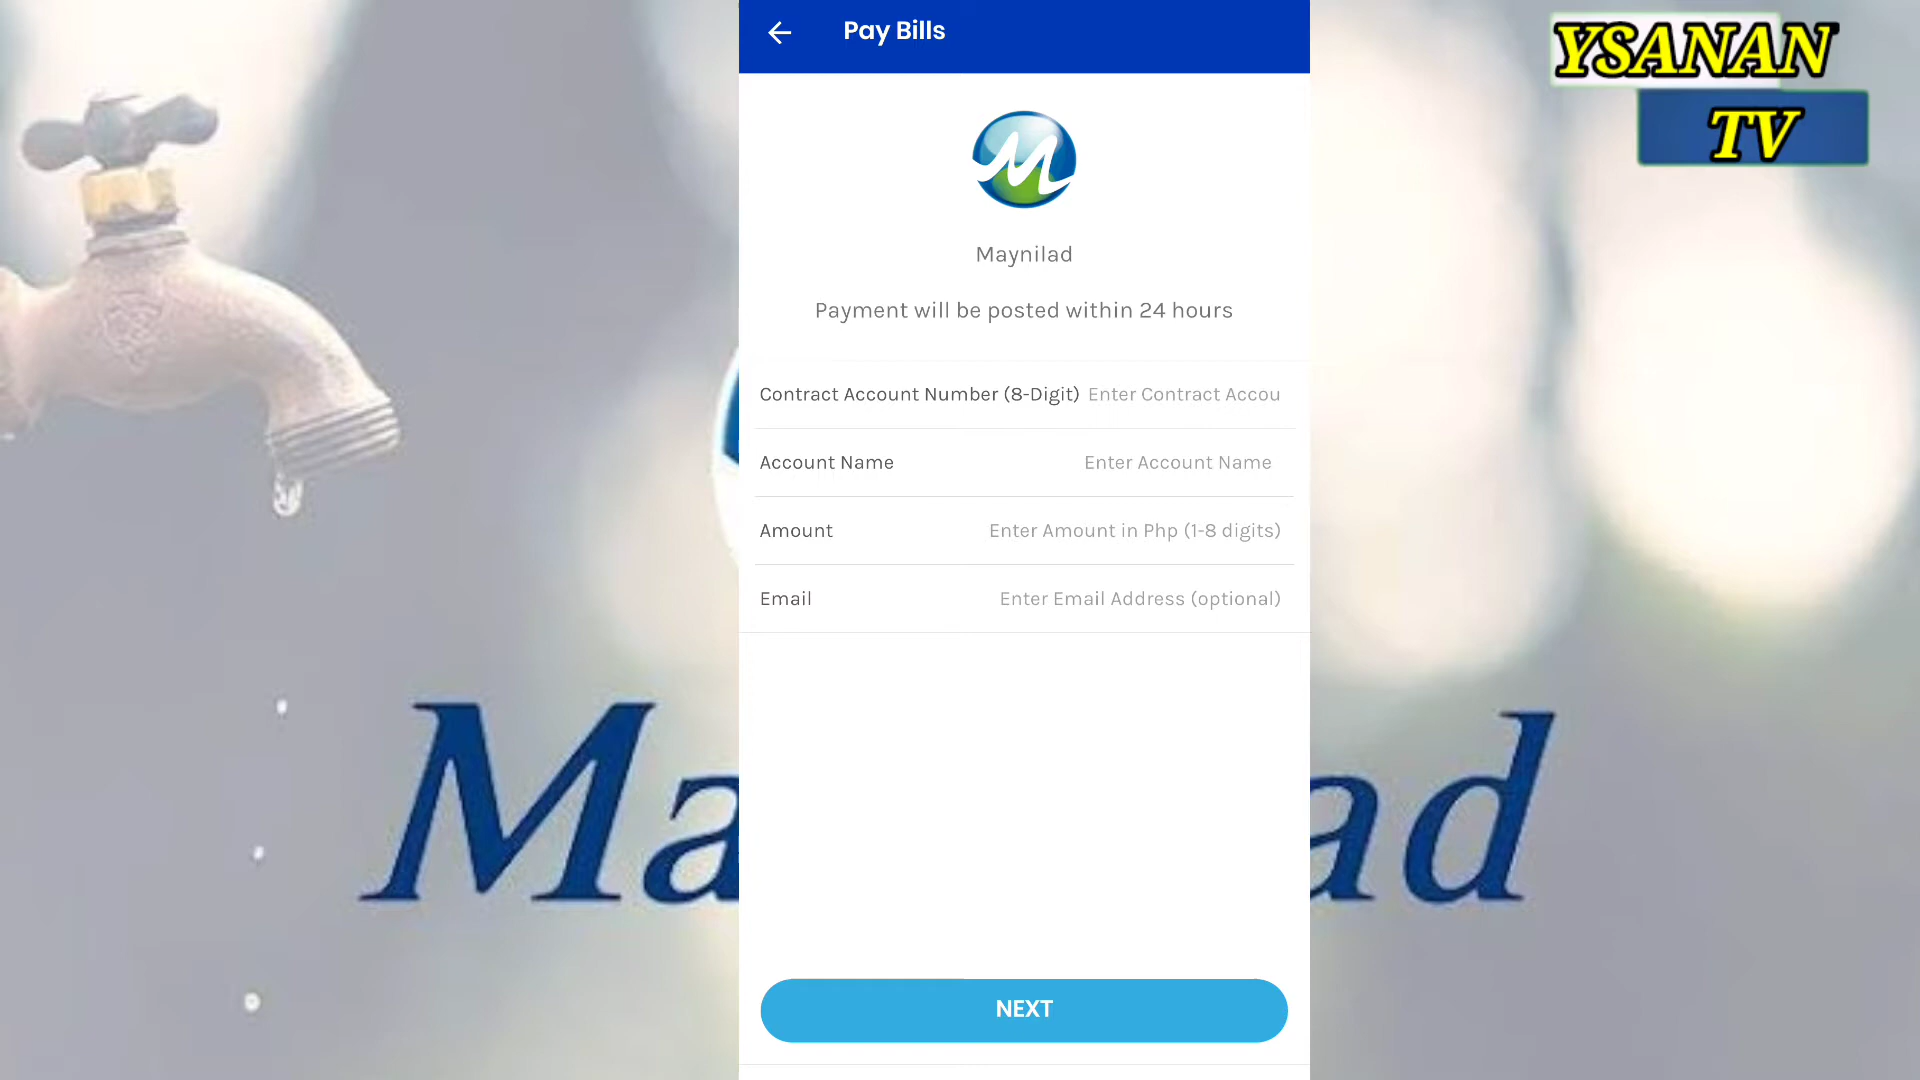 YSANAN
TV
Pay Bills
Maynilad
Payment will be posted within 24 hours
Contract Account Number (8-Digit) Enter Contract Accou
Account Name Enter Account Name
Amount Enter Amount in Php (1-8 digits)
Email Enter Email Address (optional)
Ma
ad
NEXT